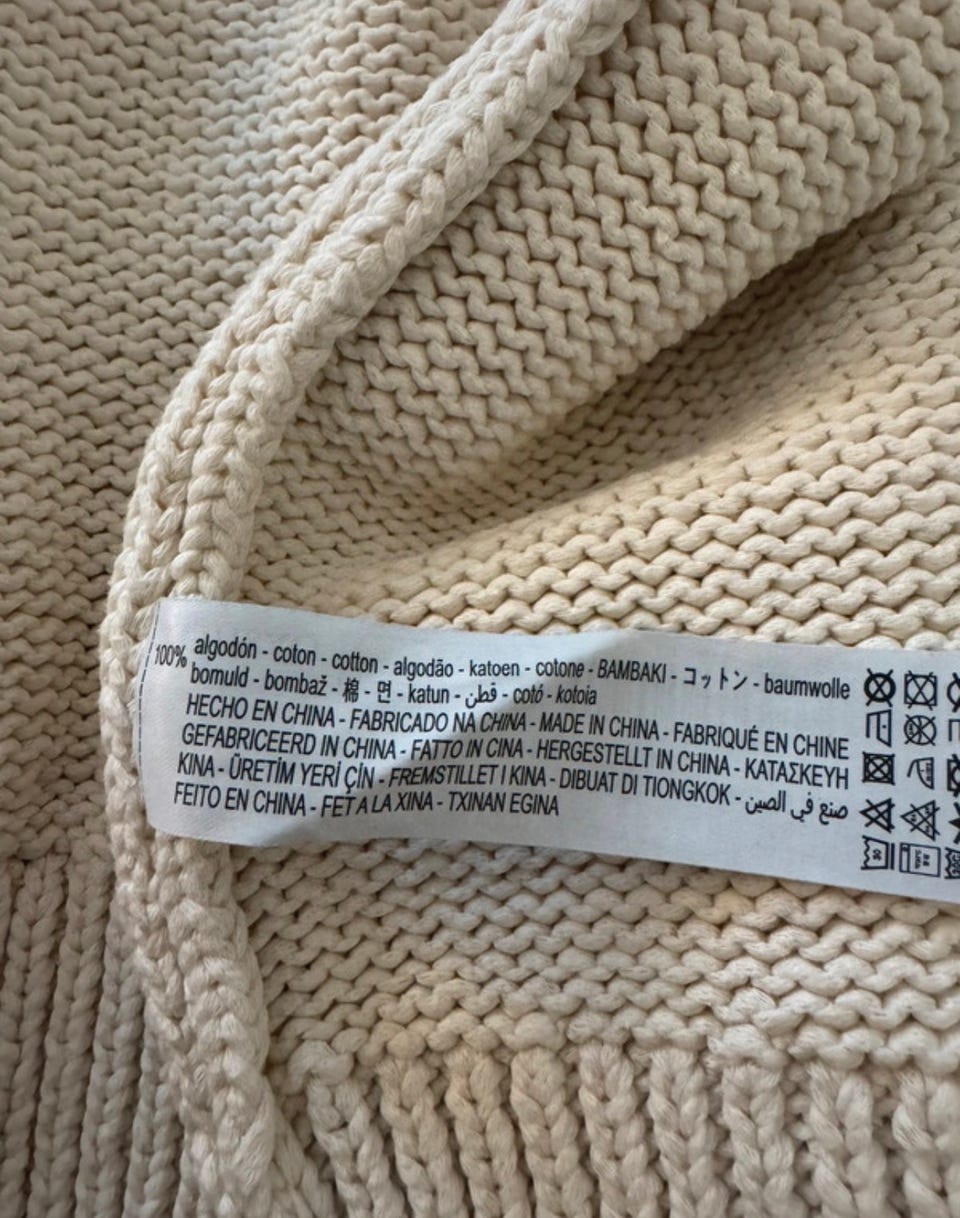 100% algodón - coton - cotton - algodão - katoen - cotone - BAMBAKI - コットン - baumwolle
bomuld - bombaž - 棉 - 면 - katun - قطن - cotó - kotoia
HECHO EN CHINA - FABRICADO NA CHINA - MADE IN CHINA - FABRIQUÉ EN CHINE
GEFABRICEERD IN CHINA - FATTO IN CINA - HERGESTELLT IN CHINA - ΚΑΤΑΣΚΕΥΗ
KINA - ÜRETİM YERİ ÇİN - FREMSTILLET I KINA - DIBUAT DI TIONGKOK - صنع في الصين
FEITO EN CHINA - FET A LA XINA - TXINAN EGINA